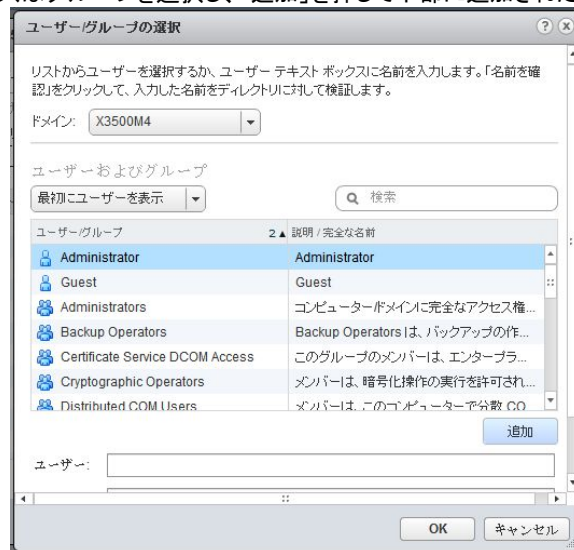 ユーザー/グループの選択
リストからユーザーを選択するか、ユーザー テキスト ボックスに名前を入力します。「名前を確
認」をクリックして、入力した名前をディレクトリに対して検証します。
ドメイン: X3500M4
ユーザーおよびグループ
最初にユーザーを表示 検索
ユーザー/グループ 2▲ 説明 / 完全な名前
Administrator Administrator
Guest Guest
Administrators コンピューター/ドメインに完全なアクセス権...
Backup Operators Backup Operators は、バックアップの作...
Certificate Service DCOM Access このグループのメンバーは、エンタープラ...
Cryptographic Operators メンバーは、暗号化操作の実行を許可され...
Distributed COM Users メンバーは、このコンピューターで分散 CO
追加
ユーザー:
OK キャンセル